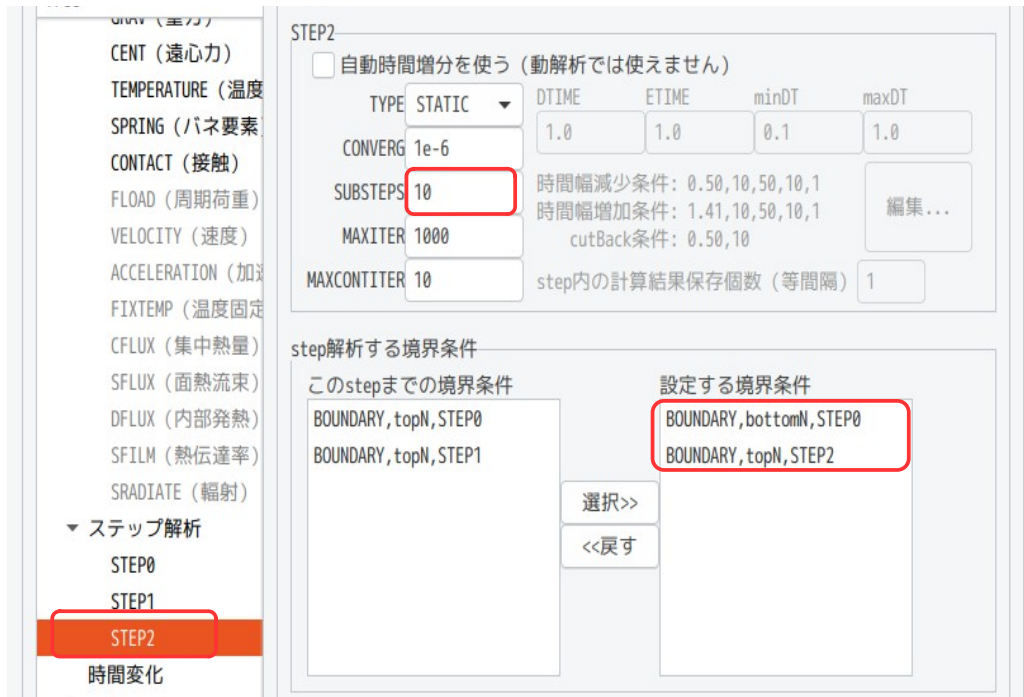 GRAV (重力)
CENT (遠心力)
TEMPERATURE (温度
SPRING (バネ要素
CONTACT (接触)
FLOAD (周期荷重)
VELOCITY (速度)
ACCELERATION (加速
FIXTEMP (温度固定
CFLUX (集中熱量)
SFLUX (面熱流束)
DFLUX (内部発熱)
SFILM (熱伝達率)
SRADIATE (輻射)
ステップ解析
STEP0
STEP1
STEP2
時間変化
STEP2
自動時間増分を使う (動解析では使えません)
TYPE STATIC
CONVERG 1e-6
SUBSTEPS 10
MAXITER 1000
MAXCONTITER 10
DTIME ETIME minDT maxDT
1.0 1.0 0.1 1.0
時間幅減少条件: 0.50,10,50,10,1
時間幅増加条件: 1.41,10,50,10,1
cutBack条件: 0.50,10
編集...
step内の計算結果保存個数 (等間隔) 1
step解析する境界条件
このstepまでの境界条件
BOUNDARY,topN,STEP0
BOUNDARY,topN,STEP1
選択>>
<<戻す
設定する境界条件
BOUNDARY,bottomN,STEP0
BOUNDARY,topN,STEP2